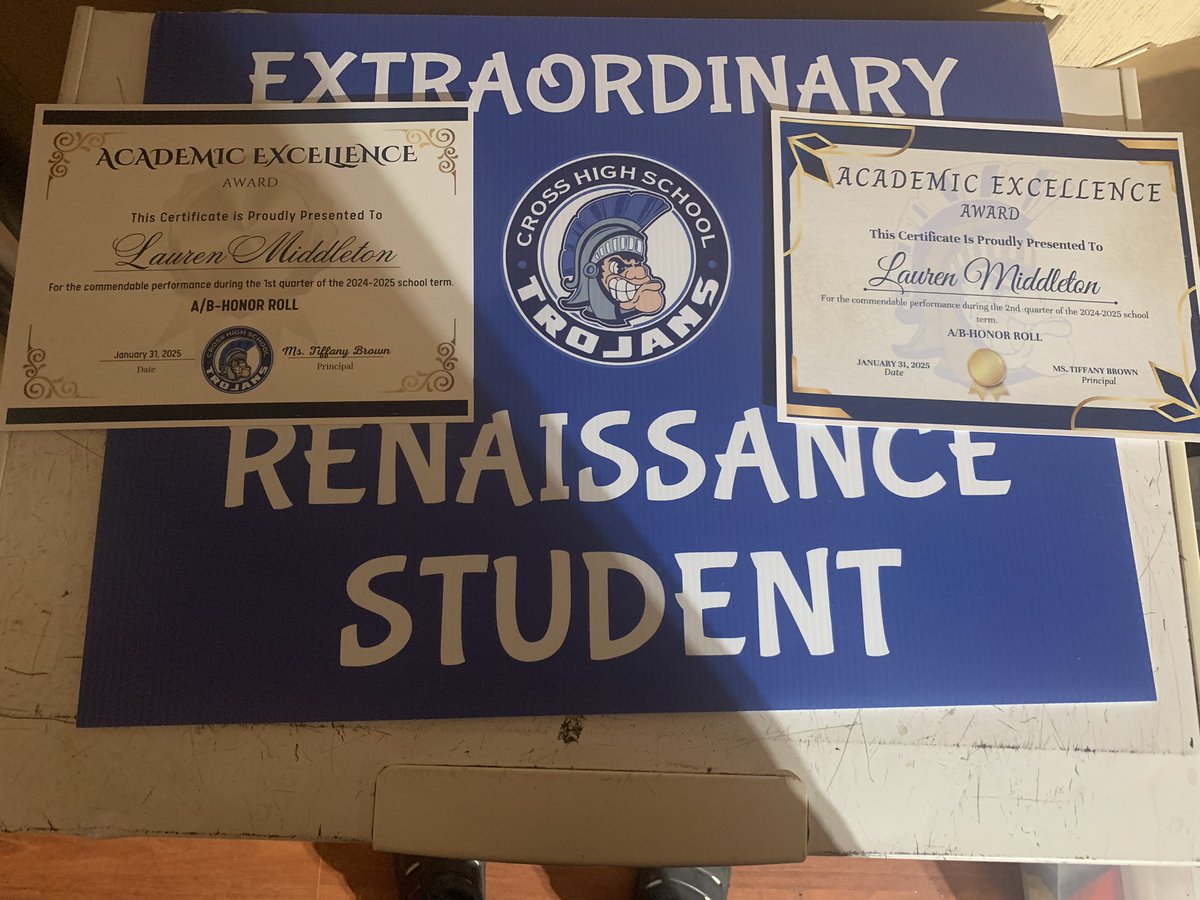 EXTRAORDINARY
ACADEMIC EXCELLENCE
AWARD
This Certificate is Proudly Presented To
Lauren Middleton
For the commendable performance during the 1st quarter of the 2024-2025 school term.
A/B-HONOR ROLL
January 31, 2025
Date
CROSS HIGH SCHOOL
TROJANS
Ms. Tiffany Brown
Principal
CROSS HIGH SCHOOL
TROJANS
ACADEMIC EXCELLENCE
AWARD
This Certificate Is Proudly Presented To
Lauren Middleton
For the commendable performance during the 2nd quarter of the 2024-2025 school
term.
A/B-HONOR ROLL
JANUARY 31, 2025
Date
MS. TIFFANY BROWN
Principal
RENAISSANCE
STUDENT